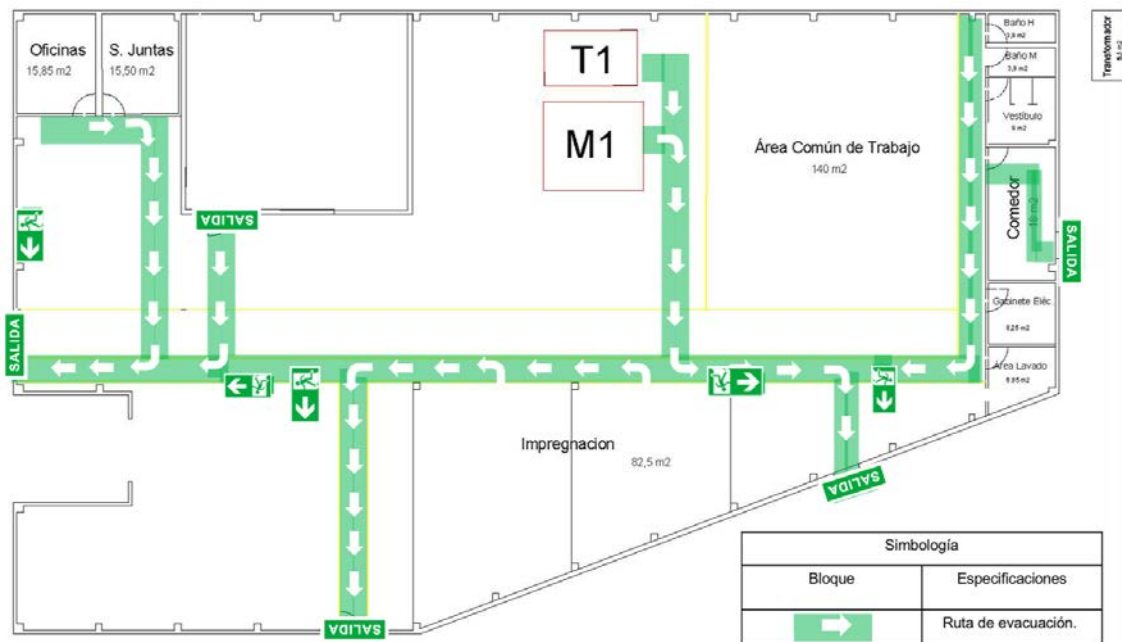 Oficinas
15,85 m2
S. Juntas
15,50 m2
T1
M1
Área Común de Trabajo
140 m2
Baño H
Baño M
Vestíbulo
9 m2
Comedor
Transformador
SALIDA
SALIDA
SALIDA
Gabinete Eléc.
Área Lavado
Impregnacion
82,5 m2
SALIDA
SALIDA
Simbología
Bloque
Especificaciones
Ruta de evacuación.